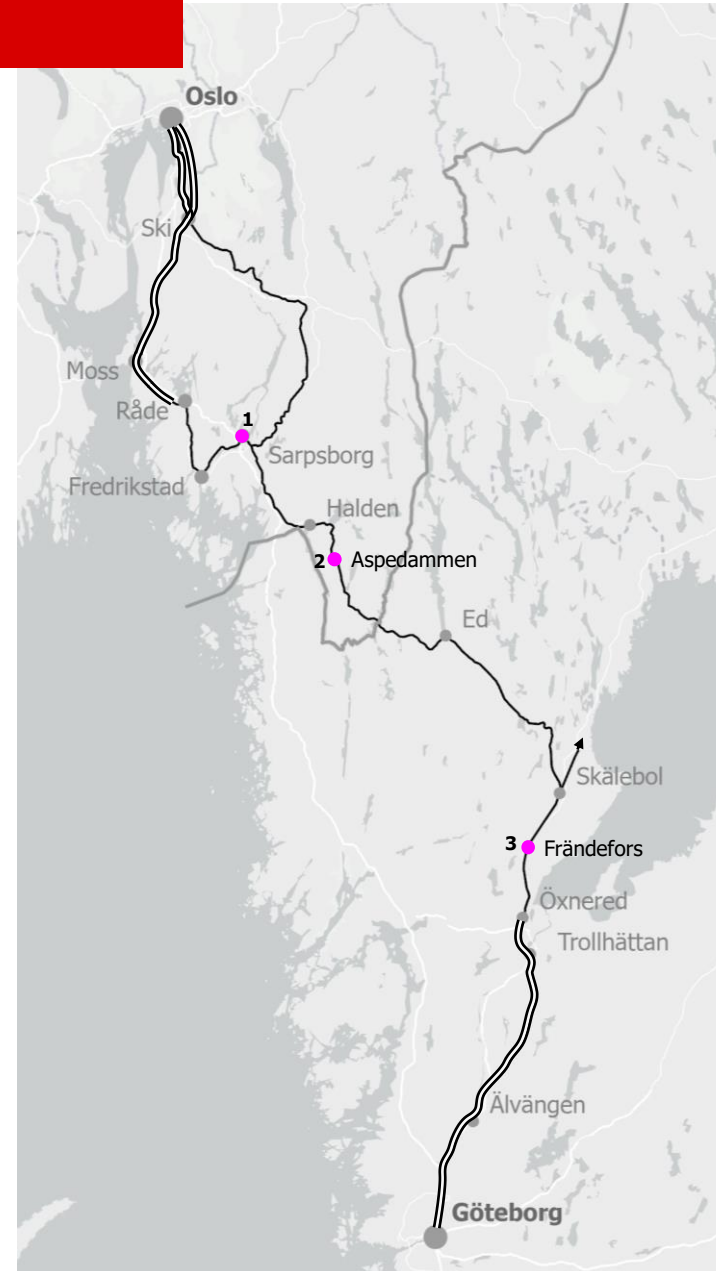 Oslo
Ski
Moss
Råde
1
Sarpsborg
Fredrikstad
Halden
2 Aspedammen
Ed
Skälebol
3 Frändefors
Öxnered
Trollhättan
Älvängen
Göteborg